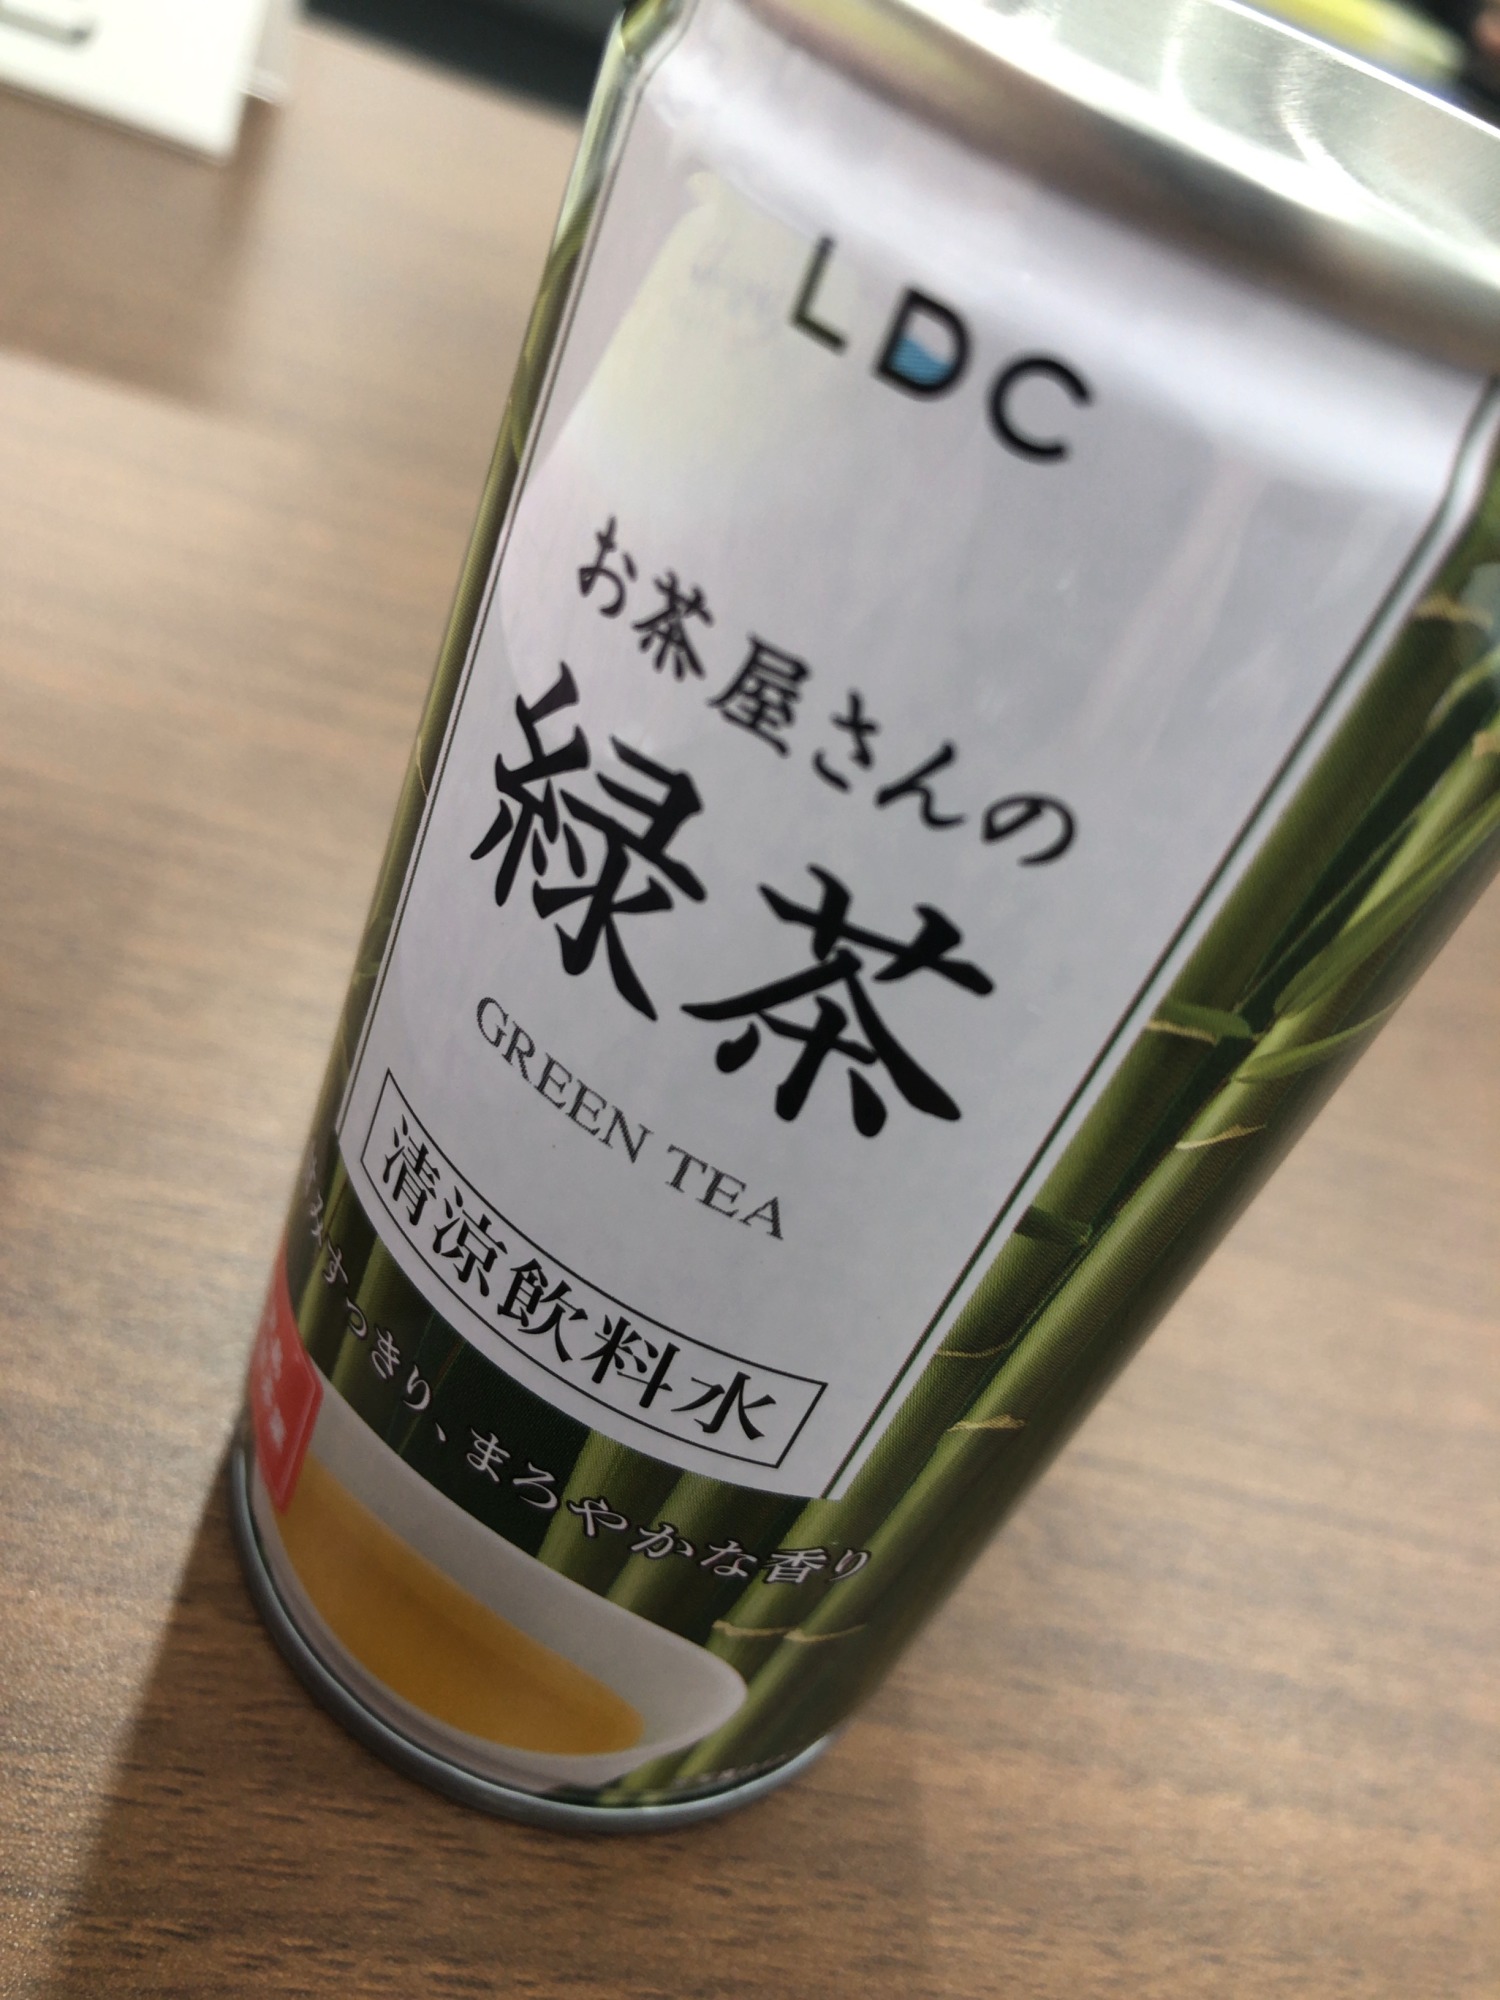 LDC
お茶屋さんの
緑茶
GREEN TEA
清涼飲料水
すっきり、まろやかな香り